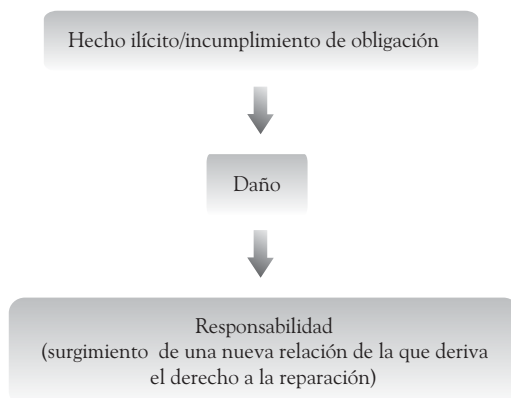 Hecho ilícito/incumplimiento de obligación
Daño
Responsabilidad
(surgimiento de una nueva relación de la que deriva
el derecho a la reparación)